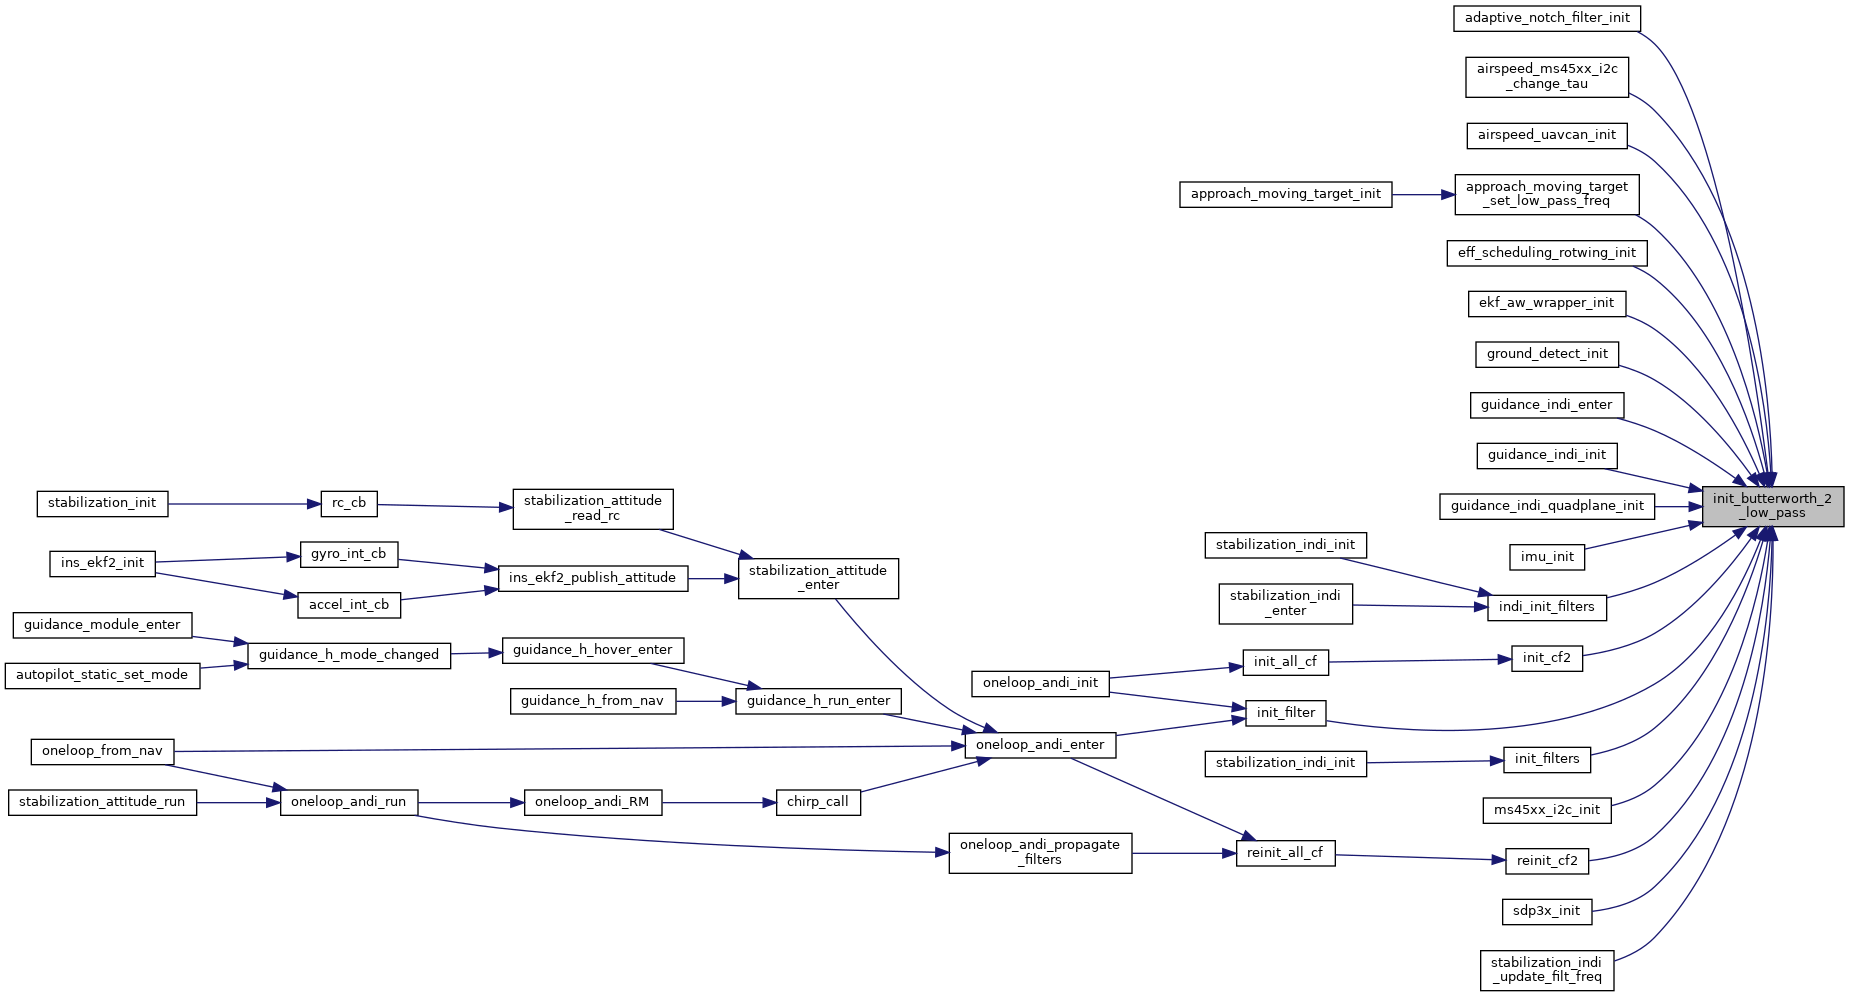 adaptive_notch_filter_init
airspeed_ms45xx_i2c
_change_tau
airspeed_uavcan_init
approach_moving_target_init
approach_moving_target
_set_low_pass_freq
eff_scheduling_rotwing_init
ekf_aw_wrapper_init
ground_detect_init
guidance_indi_enter
guidance_indi_init
guidance_indi_quadplane_init
init_butterworth_2
_low_pass
imu_init
stabilization_indi_init
stabilization_indi
_enter
indi_init_filters
init_cf2
init_all_cf
oneloop_andi_init
init_filter
oneloop_andi_enter
stabilization_attitude
_enter
stabilization_attitude
_read_rc
rc_cb
stabilization_init
ins_ekf2_publish_attitude
gyro_int_cb
accel_int_cb
ins_ekf2_init
guidance_h_run_enter
guidance_h_hover_enter
guidance_h_mode_changed
guidance_module_enter
autopilot_static_set_mode
guidance_h_from_nav
oneloop_from_nav
chirp_call
oneloop_andi_RM
oneloop_andi_run
stabilization_attitude_run
stabilization_indi_init
init_filters
ms45xx_i2c_init
reinit_cf2
reinit_all_cf
oneloop_andi_propagate
_filters
sdp3x_init
stabilization_indi
_update_filt_freq